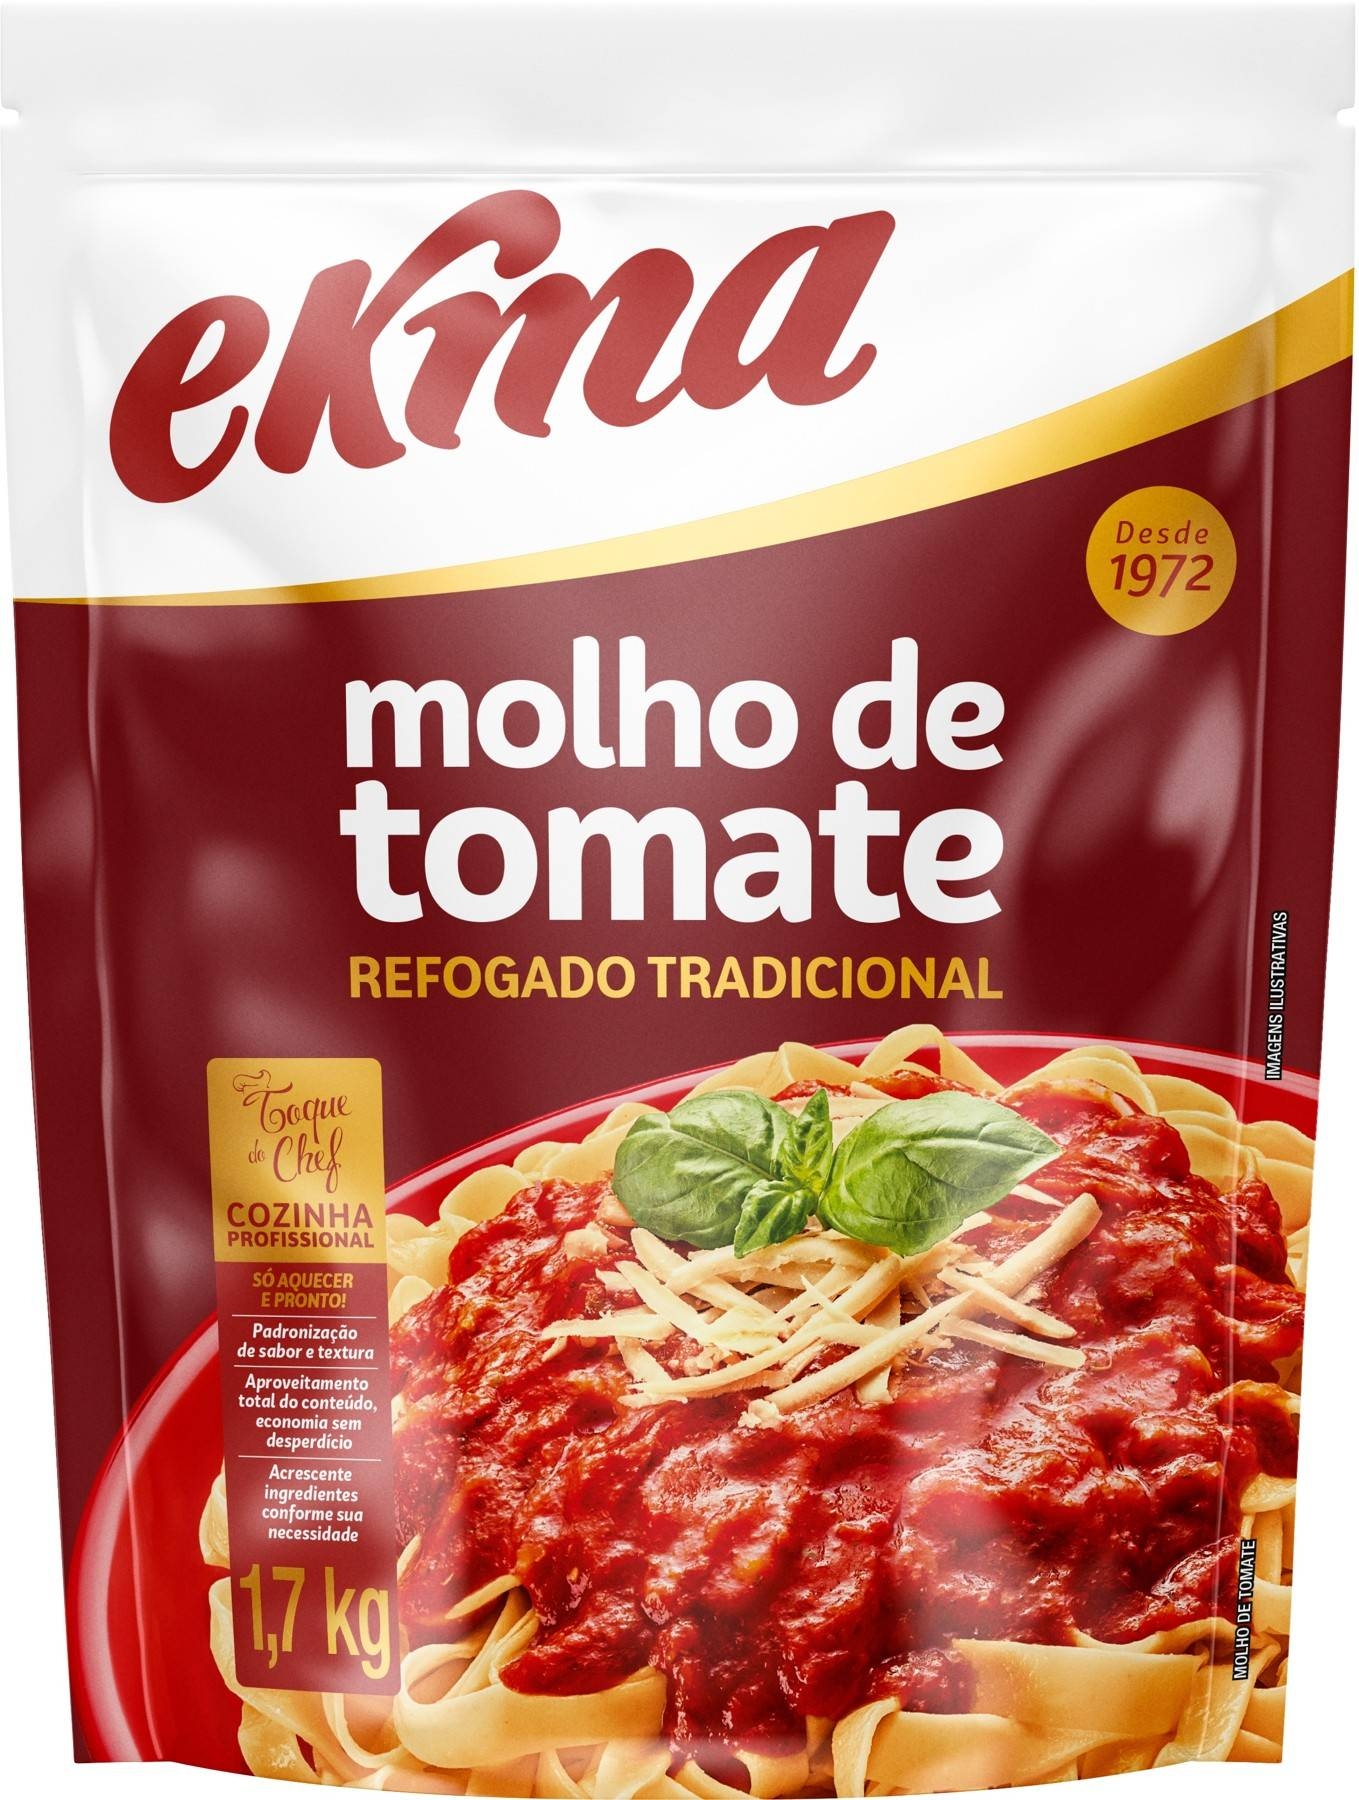 ekma
Desde
1972
molho de
tomate
REFOGADO TRADICIONAL
IMAGENS ILUSTRATIVAS
Toque
do Chef
COZINHA
PROFISSIONAL
SÓ AQUECER
E PRONTO!
Padronização
de sabor e textura
Aproveitamento
total do conteúdo,
economia sem
desperdício
Acrescente
ingredientes
conforme sua
necessidade
1,7 kg
MOLHO DE TOMATE